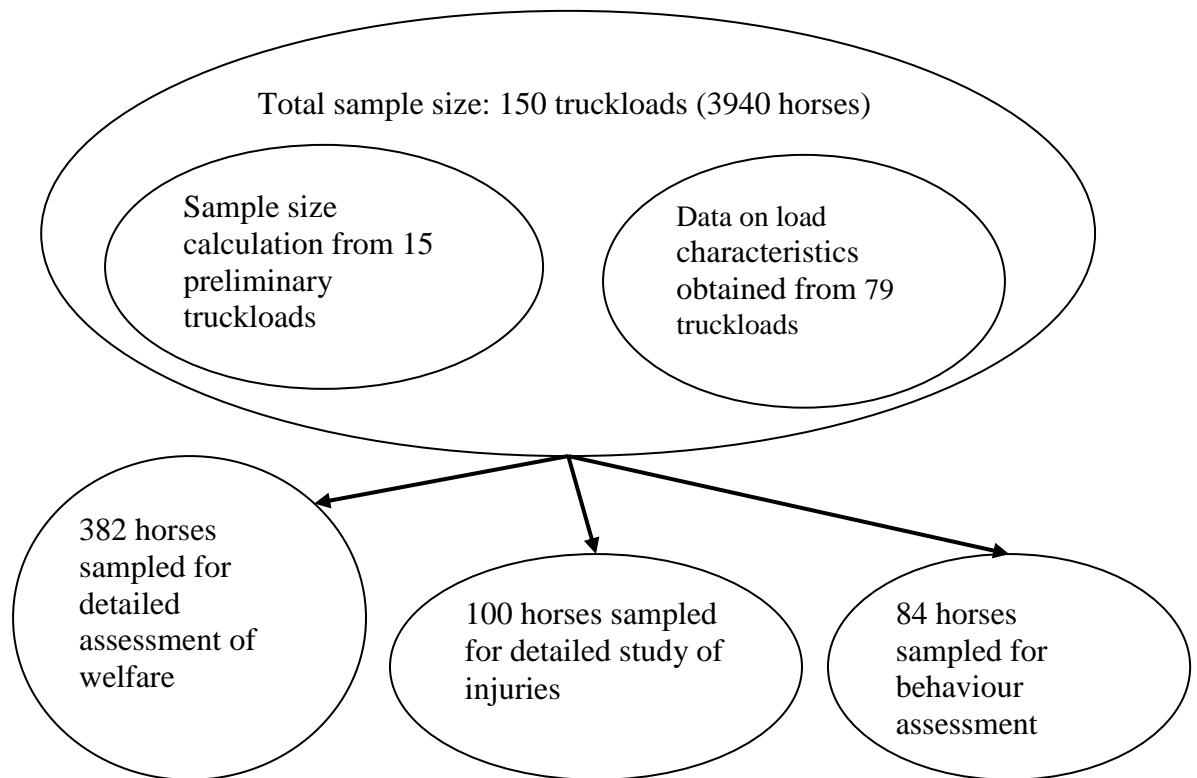 Total sample size: 150 truckloads (3940 horses)
Sample size
calculation from 15
preliminary
truckloads
Data on load
characteristics
obtained from 79
truckloads
382 horses
sampled for
detailed
assessment of
welfare
100 horses sampled
for detailed study of
injuries
84 horses
sampled for
behaviour
assessment